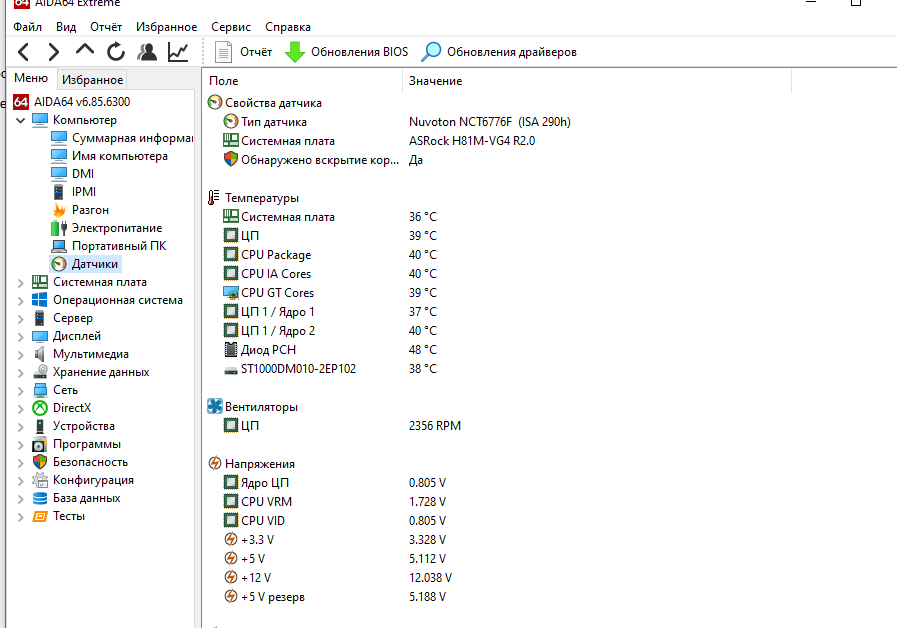 64 AIDA64 Extreme
Файл Вид Отчёт Избранное Сервис Справка
Отчёт Обновления BIOS Обновления драйверов
Меню Избранное
64 AIDA64 v6.85.6300
Компьютер
Суммарная информа
Имя компьютера
DMI
IPMI
Разгон
Электропитание
Портативный ПК
Датчики
Системная плата
Операционная система
Сервер
Дисплей
Мультимедиа
Хранение данных
Сеть
DirectX
Устройства
Программы
Безопасность
Конфигурация
База данных
Тесты
Поле Значение
Свойства датчика
Тип датчика Nuvoton NCT6776F (ISA 290h)
Системная плата ASRock H81M-VG4 R2.0
Обнаружено вскрытие кор... Да
Температуры
Системная плата 36 °C
ЦП 39 °C
CPU Package 40 °C
CPU IA Cores 40 °C
CPU GT Cores 39 °C
ЦП 1 / Ядро 1 37 °C
ЦП 1 / Ядро 2 40 °C
Диод PCH 48 °C
ST1000DM010-2EP102 38 °C
Вентиляторы
ЦП 2356 RPM
Напряжения
Ядро ЦП 0.805 V
CPU VRM 1.728 V
CPU VID 0.805 V
+3.3 V 3.328 V
+5 V 5.112 V
+12 V 12.038 V
+5 V резерв 5.188 V